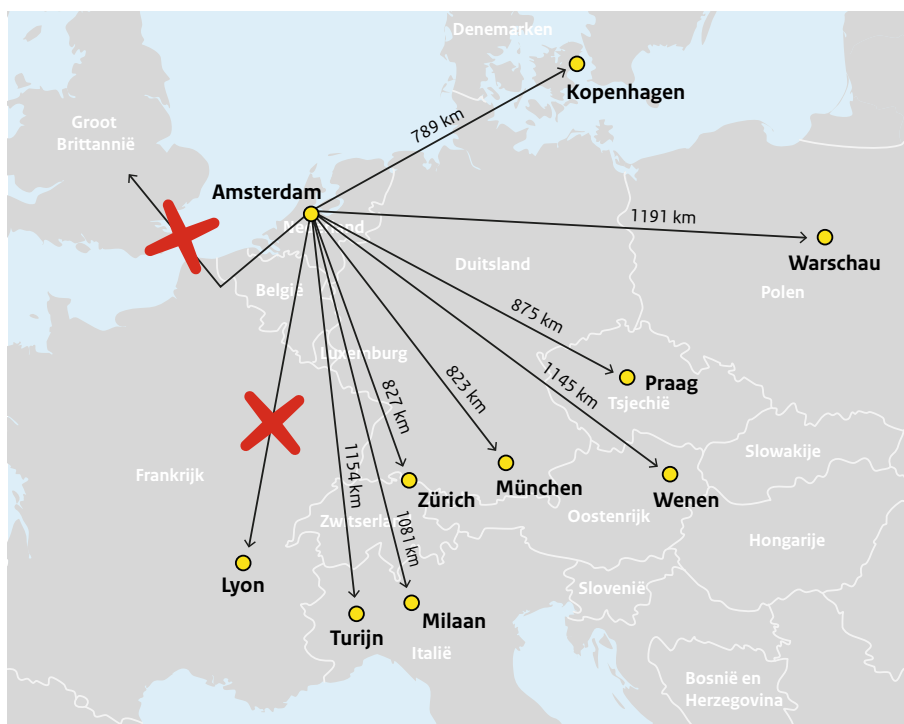 Denemarken
Kopenhagen
789 km
Groot
Brittannië
Amsterdam
Nederland
1191 km
Warschau
Polen
Duitsland
België
875 km
Luxemburg
823 km
1145 km
Praag
Tsjechië
827 km
1154 km
Slowakije
Frankrijk
München
Zürich
Wenen
1081 km
Zwitserland
Oostenrijk
Hongarije
Lyon
Slovenië
Milaan
Turijn
Italië
Bosnië en
Herzegovina